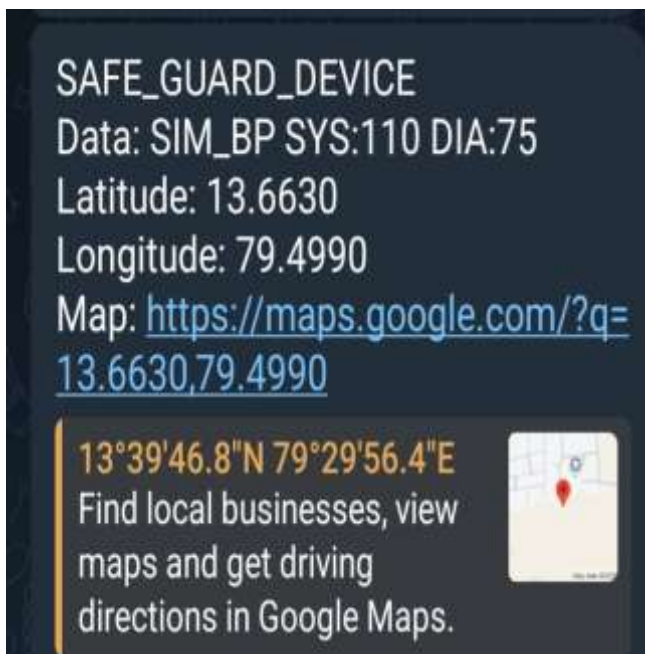 SAFE_GUARD_DEVICE
Data: SIM_BP SYS:110 DIA:75
Latitude: 13.6630
Longitude: 79.4990
Map: https://maps.google.com/?q=
13.6630,79.4990
13°39'46.8"N 79°29'56.4"E
Find local businesses, view
maps and get driving
directions in Google Maps.